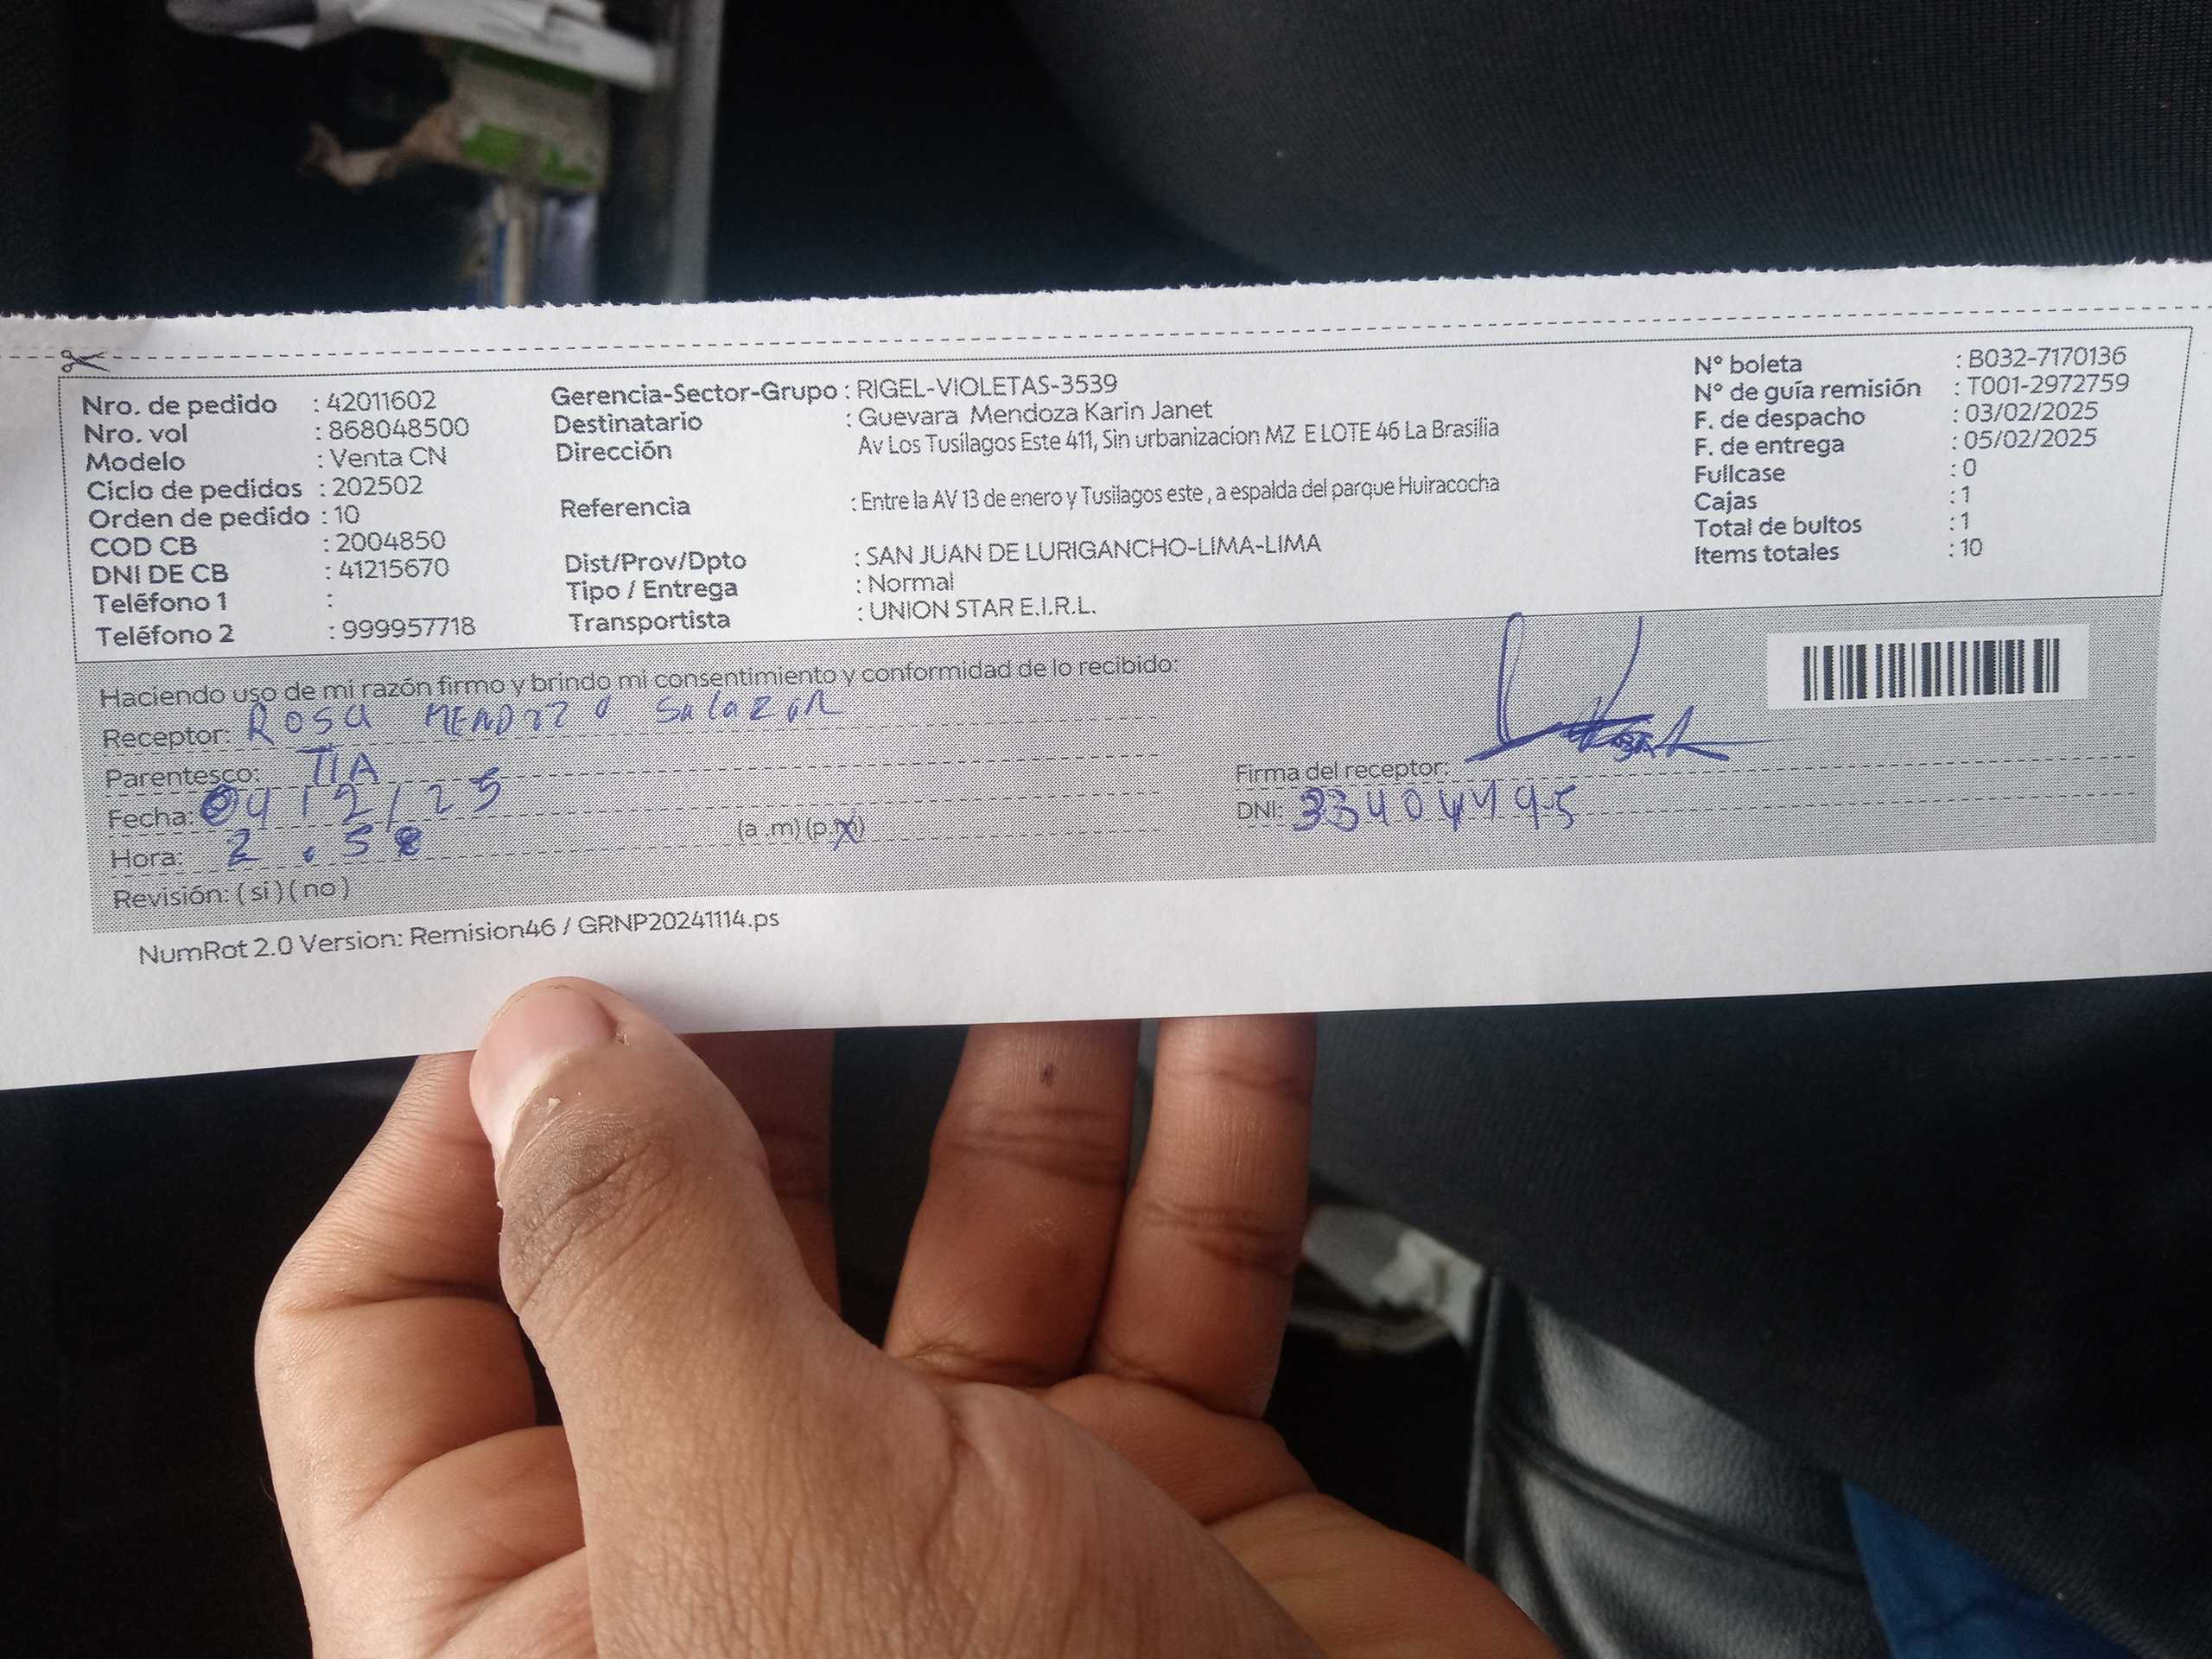 Nro. de pedido : 42011602
Nro. vol : 868048500
Modelo : Venta CN
Ciclo de pedidos : 202502
Orden de pedido : 10
COD CB : 2004850
DNI DE CB : 41215670
Teléfono 1 :
Teléfono 2 : 999957718
Gerencia-Sector-Grupo : RIGEL-VIOLETAS-3539
Destinatario : Guevara Mendoza Karin Janet
Dirección Av Los Tusilagos Este 411, Sin urbanizacion MZ E LOTE 46 La Brasilia
Referencia : Entre la AV 13 de enero y Tusilagos este , a espalda del parque Huiracocha
Dist/Prov/Dpto : SAN JUAN DE LURIGANCHO-LIMA-LIMA
Tipo / Entrega : Normal
Transportista : UNION STAR E.I.R.L.
N° boleta : B032-7170136
N° de guía remisión : T001-2972759
F. de despacho : 03/02/2025
F. de entrega : 05/02/2025
Fullcase : 0
Cajas : 1
Total de bultos : 1
Items totales : 10
Haciendo uso de mi razón firmo y brindo mi consentimiento y conformidad de lo recibido:
Receptor: Rosa Salazar
Parentesco: TIA
Fecha: 04/2/25
Hora: (a .m) (p.m)
Revisión: ( si ) ( no )
Firma del receptor:
DNI:
NumRot 2.0 Version: Remision46 / GRNP20241114.ps